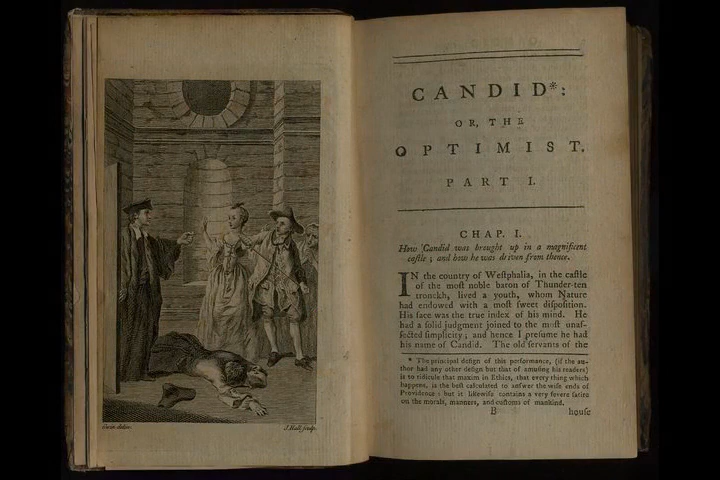 Gwin delin.
J. Hall sculp.
CANDID*:
OR, THE
OPTIMIST.
PART I.
CHAP. I.
How Candid was brought up in a magnificent
caſtle; and how he was driven from thence.
IN the country of Weſtphalia, in the caſtle
of the moſt noble baron of Thunder-ten
tronckh, lived a youth, whom Nature
had endowed with a moſt ſweet diſpoſition.
His face was the true index of his mind. He
had a ſolid judgment joined to the moſt unaf-
fected ſimplicity; and hence I preſume he had
his name of Candid. The old ſervants of the
* The principal deſign of this performance, (if the au-
thor had any other deſign but that of amuſing his readers)
is to ridicule that maxim in Ethics, that every thing which
happens, is the beſt calculated to anſwer the wiſe ends of
Providence: but it likewiſe contains a very ſevere ſatire
on the morals, manners, and cuſtoms of mankind.
B
houſe